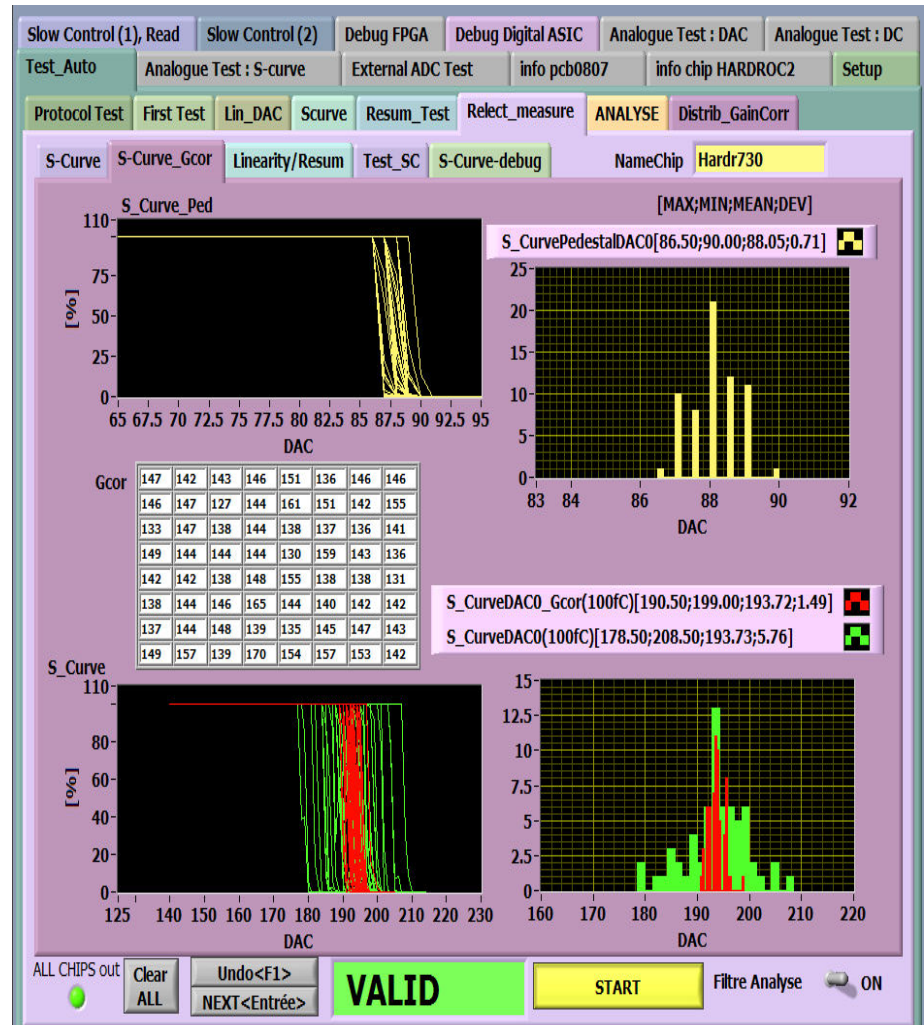 Slow Control (1), Read Slow Control (2) Debug FPGA Debug Digital ASIC Analogue Test : DAC Analogue Test : DC
Test_Auto Analogue Test : S-curve External ADC Test info pcb0807 info chip HARDROC2 Setup
Protocol Test First Test Lin_DAC Scurve Resum_Test Relect_measure ANALYSE Distrib_GainCorr
S-Curve S-Curve_Gcor Linearity/Resum Test_SC S-Curve-debug NameChip Hardr730
S_Curve_Ped
110
75
50
25
0
[%]
65 67.5 70 72.5 75 77.5 80 82.5 85 87.5 90 92.5 95
DAC
[MAX;MIN;MEAN;DEV]
S_CurvePedestalDAC0[86.50;90.00;88.05;0.71]
25
20
15
10
5
0
83 84 86 88 90 92
DAC
Gcor
147 142 143 146 151 136 146 146
146 147 127 144 161 151 142 155
133 147 138 144 138 137 136 141
149 144 144 144 130 159 143 136
142 142 138 148 155 138 138 131
138 144 146 165 144 140 142 142
137 144 148 139 135 145 147 143
149 157 139 170 154 157 153 142
S_CurveDAC0_Gcor(100fC)[190.50;199.00;193.72;1.49]
S_CurveDAC0(100fC)[178.50;208.50;193.73;5.76]
S_Curve
110
80
60
40
20
0
[%]
125 140 150 160 170 180 190 200 210 220 230
DAC
15
12.5
10
7.5
5
2.5
0
160 170 180 190 200 210 220
DAC
ALL CHIPS out
Clear ALL
Undo<F1>
NEXT<Entrée>
VALID
START
Filtre Analyse
ON